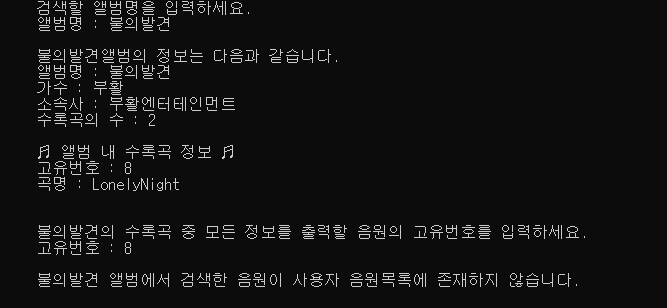 검색할 앨범명을 입력하세요.
앨범명 : 불의발견
불의발견앨범의 정보는 다음과 같습니다.
앨범명 : 불의발견
가수 : 부활
소속사 : 부활엔터테인먼트
수록곡의 수 : 2
♬ 앨범 내 수록곡 정보 ♬
고유번호 : 8
곡명 : LonelyNight
불의발견의 수록곡 중 모든 정보를 출력할 음원의 고유번호를 입력하세요.
고유번호 : 8
불의발견 앨범에서 검색한 음원이 사용자 음원목록에 존재하지 않습니다.